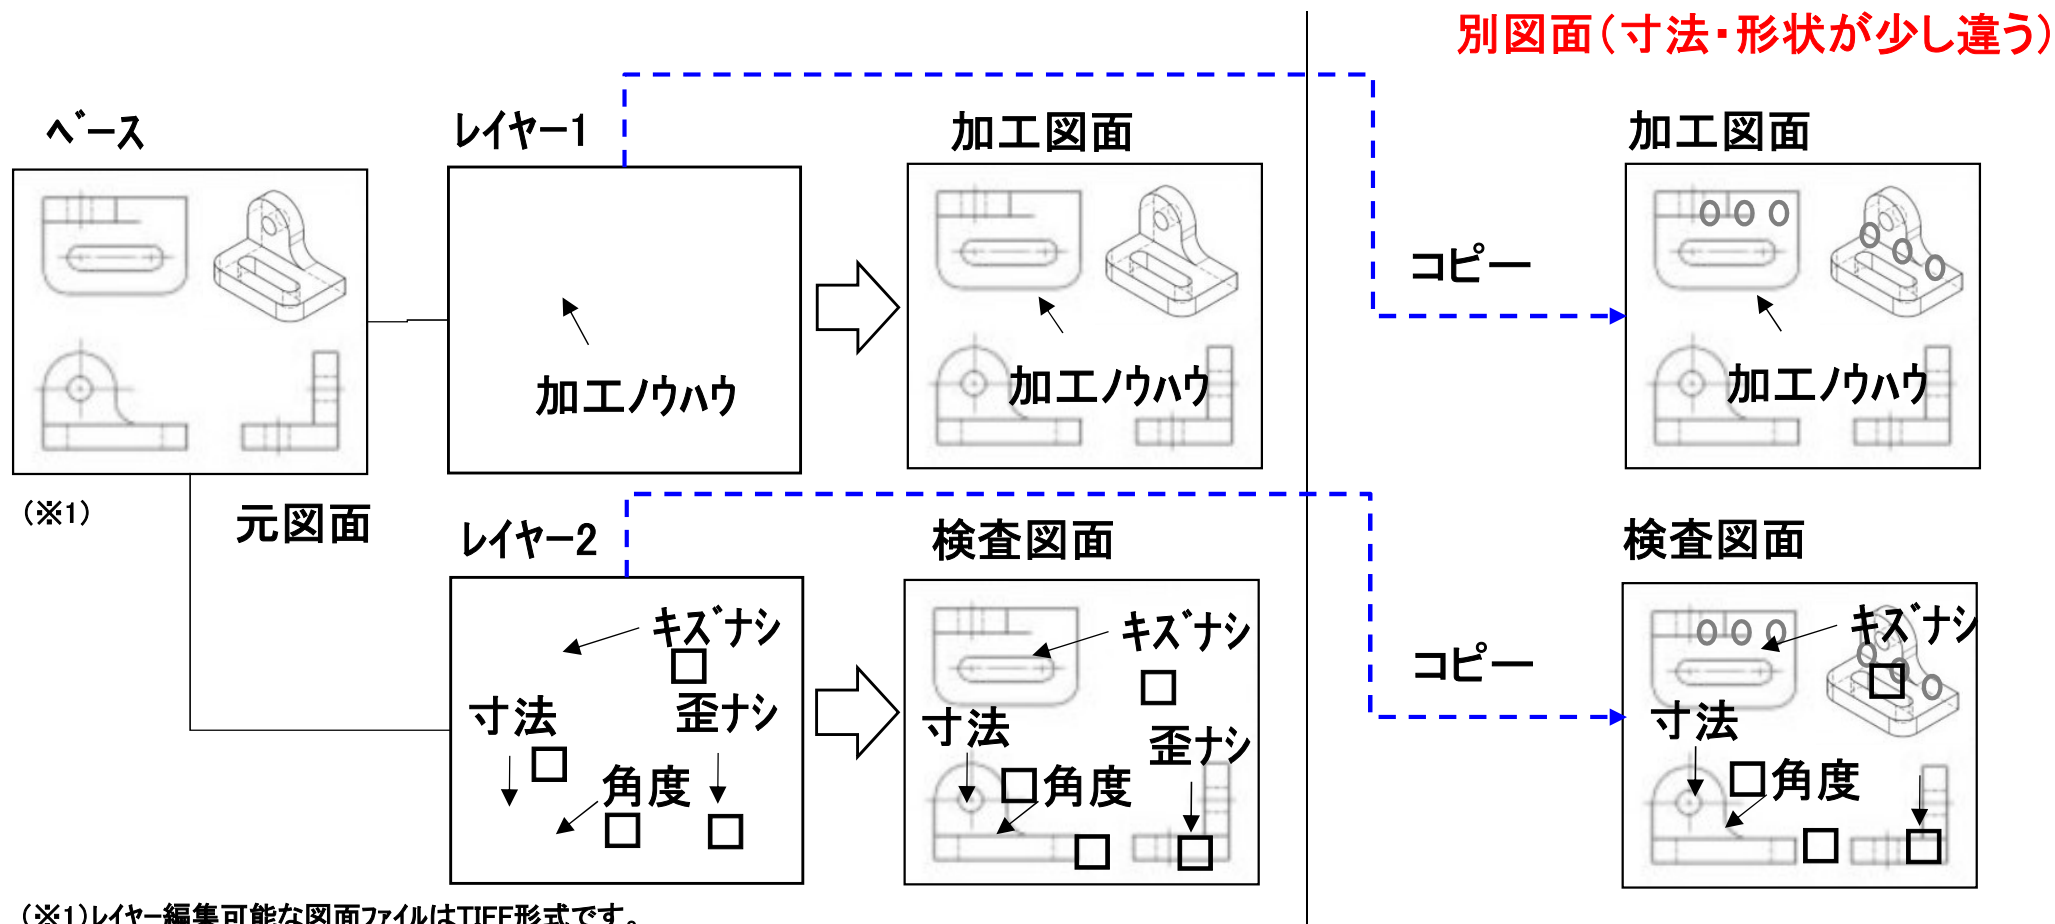 別図面（寸法・形状が少し違う）
ﾍﾞｰｽ
レイヤー1
加工図面
加工図面
コピー
加工ノウハウ
加工ノウハウ
加工ノウハウ
（※1）
元図面
レイヤー2
検査図面
検査図面
キズナシ
キズナシ
キズナシ
コピー
寸法
歪ナシ
寸法
歪ナシ
寸法
角度
角度
角度
（※1）レイヤー編集可能な図面ファイルはTIFF形式です。